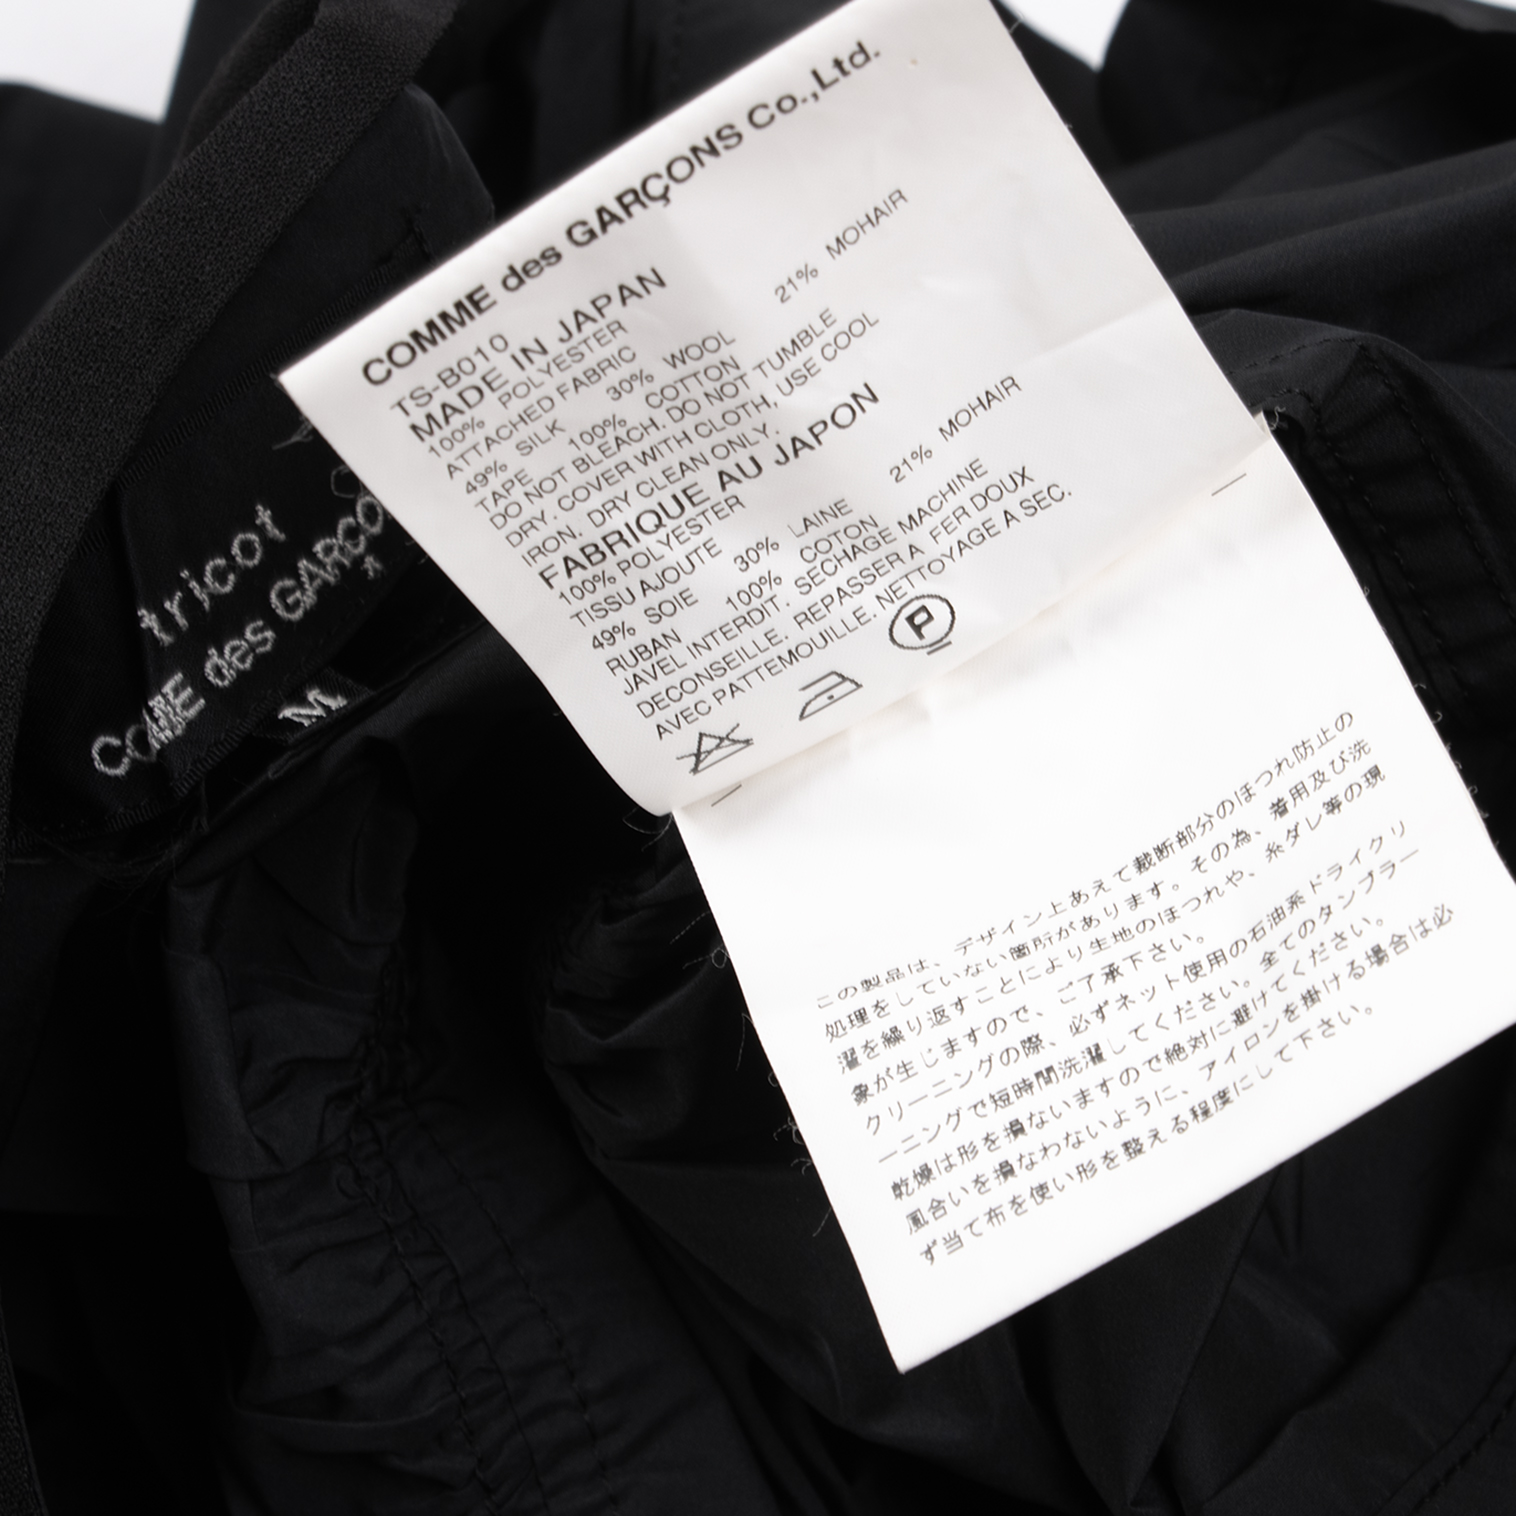 COMME des GARÇONS Co.,Ltd.
TS-B010
MADE IN JAPAN
100% POLYESTER
ATTACHED FABRIC
49% SILK 30% WOOL 21% MOHAIR
TAPE 100% COTTON
DO NOT BLEACH. DO NOT TUMBLE
DRY. COVER WITH CLOTH, USE COOL
IRON. DRY CLEAN ONLY.
FABRIQUE AU JAPON
100% POLYESTER
TISSU AJOUTE
49% SOIE 30% LAINE 21% MOHAIR
RUBAN 100% COTON
JAVEL INTERDIT. SECHAGE MACHINE
DECONSEILLE. REPASSER A FER DOUX
AVEC PATTEMOUILLE. NETTOYAGE A SEC.
P
tricot
COMME des GARÇO
M
この製品は、デザイン上あえて裁断部分のほつれ防止の
処理をしていない箇所があります。その為、着用及び洗
濯を繰り返すことにより生地のほつれや、糸ダレ等の現
象が生じますので、ご了承下さい。
クリーニングの際、必ずネット使用の石油系ドライクリ
ーニングで短時間洗濯してください。全てのタンブラー
乾燥は形を損ないますので絶対に避けてください。
風合いを損なわないように、アイロンを掛ける場合は必
ず当て布を使い形を整える程度にして下さい。